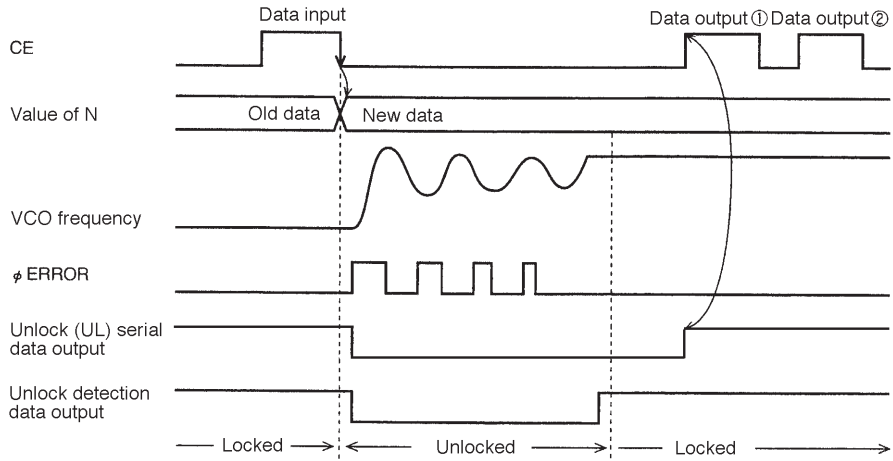 Data input
Data output ① Data output ②
CE
Value of N
Old data
New data
VCO frequency
φ ERROR
Unlock (UL) serial
data output
Unlock detection
data output
Locked
Unlocked
Locked